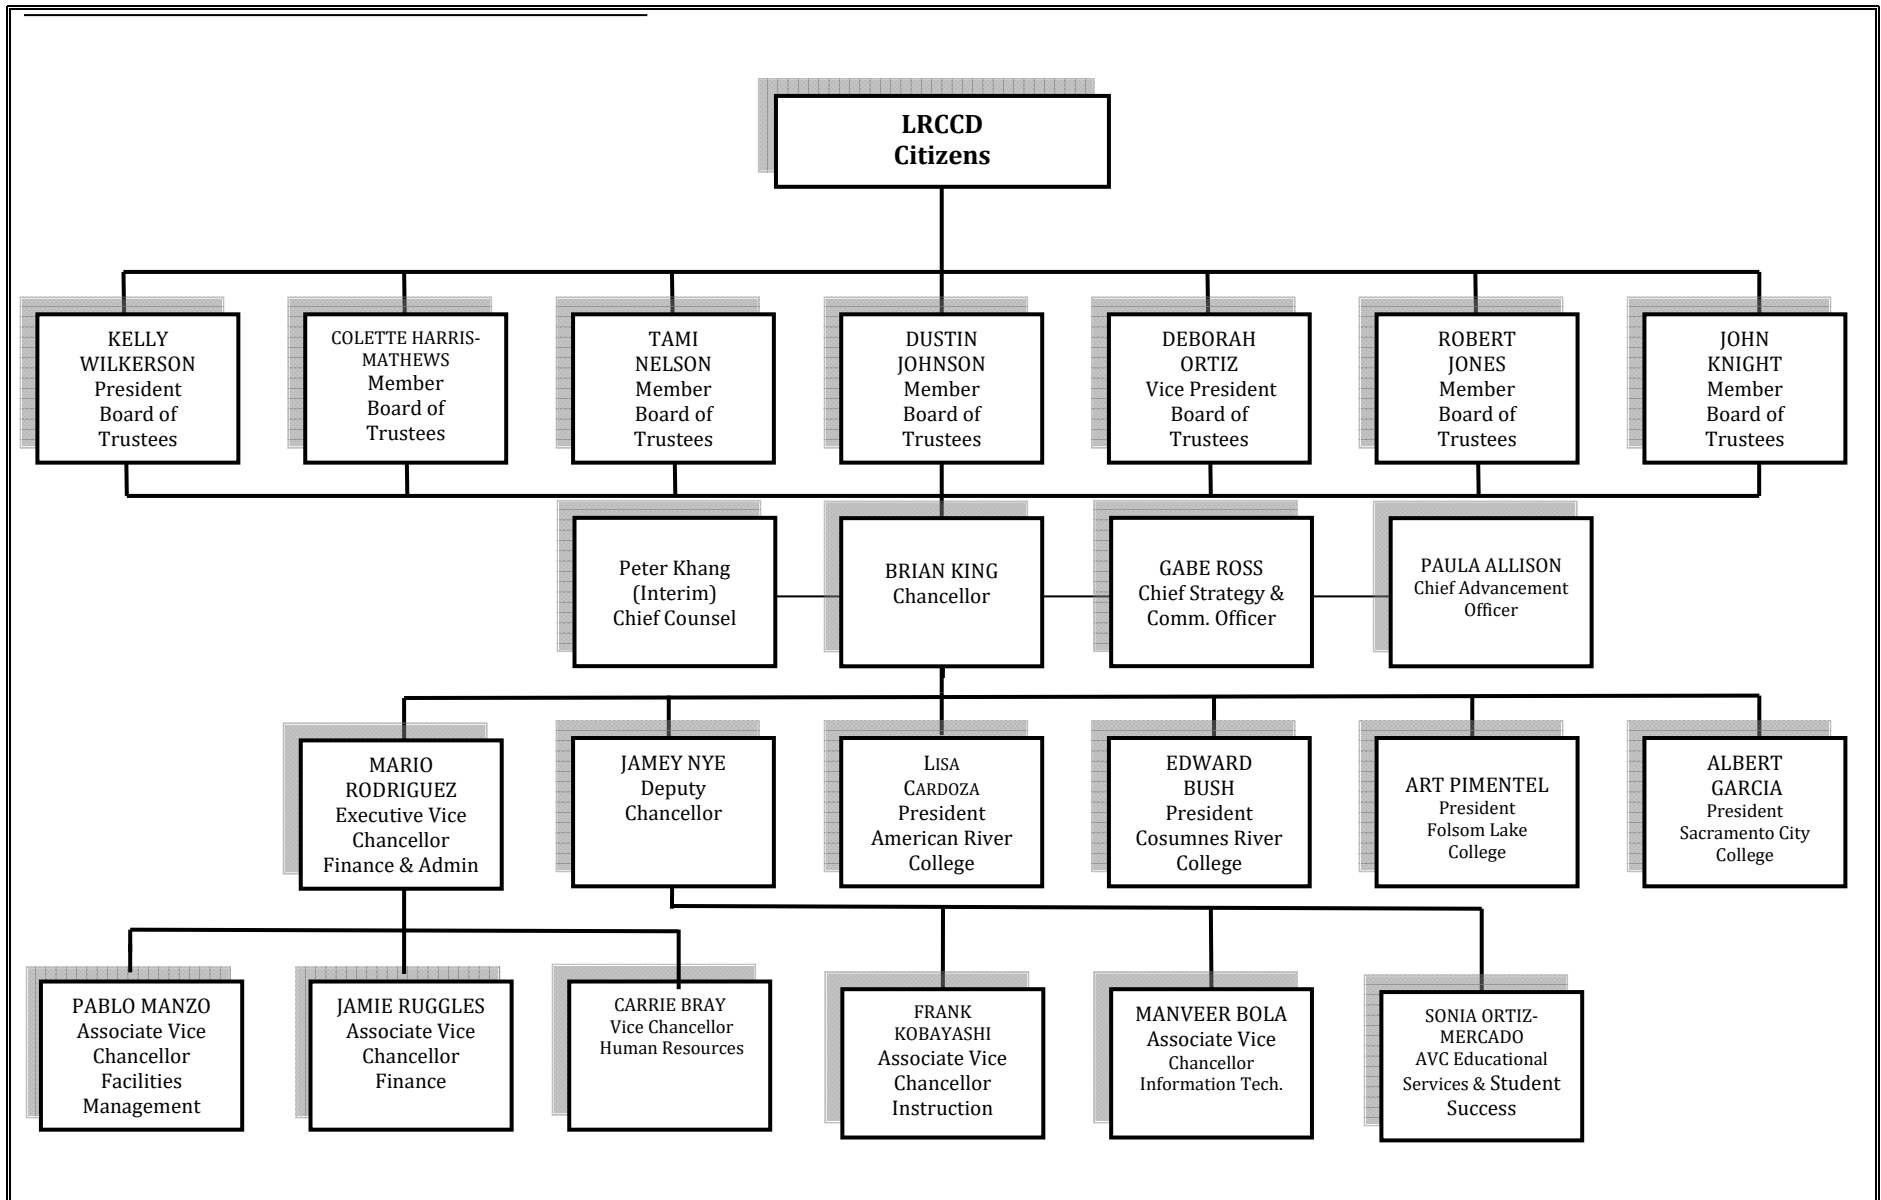 LRCCD
Citizens
KELLY
WILKERSON
President
Board of
Trustees
COLETTE HARRIS-
MATHEWS
Member
Board of
Trustees
TAMI
NELSON
Member
Board of
Trustees
DUSTIN
JOHNSON
Member
Board of
Trustees
DEBORAH
ORTIZ
Vice President
Board of
Trustees
ROBERT
JONES
Member
Board of
Trustees
JOHN
KNIGHT
Member
Board of
Trustees
Peter Khang
(Interim)
Chief Counsel
BRIAN KING
Chancellor
GABE ROSS
Chief Strategy &
Comm. Officer
PAULA ALLISON
Chief Advancement
Officer
MARIO
RODRIGUEZ
Executive Vice
Chancellor
Finance & Admin
JAMEY NYE
Deputy
Chancellor
LISA
CARDOZA
President
American River
College
EDWARD
BUSH
President
Cosumnes River
College
ART PIMENTEL
President
Folsom Lake
College
ALBERT
GARCIA
President
Sacramento City
College
PABLO MANZO
Associate Vice
Chancellor
Facilities
Management
JAMIE RUGGLES
Associate Vice
Chancellor
Finance
CARRIE BRAY
Vice Chancellor
Human Resources
FRANK
KOBAYASHI
Associate Vice
Chancellor
Instruction
MANVEER BOLA
Associate Vice
Chancellor
Information Tech.
SONIA ORTIZ-
MERCADO
AVC Educational
Services & Student
Success